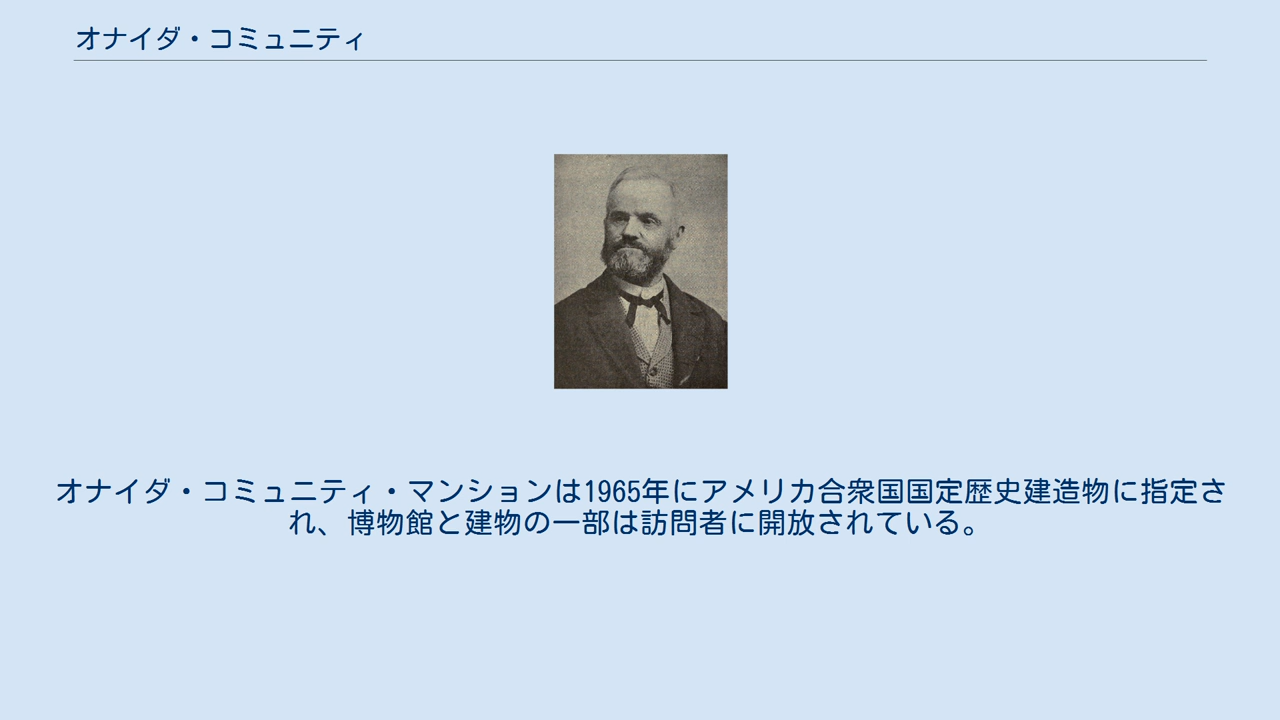 オナイダ・コミュニティ
オナイダ・コミュニティ・マンションは1965年にアメリカ合衆国国定歴史建造物に指定さ
れ、博物館と建物の一部は訪問者に開放されている。